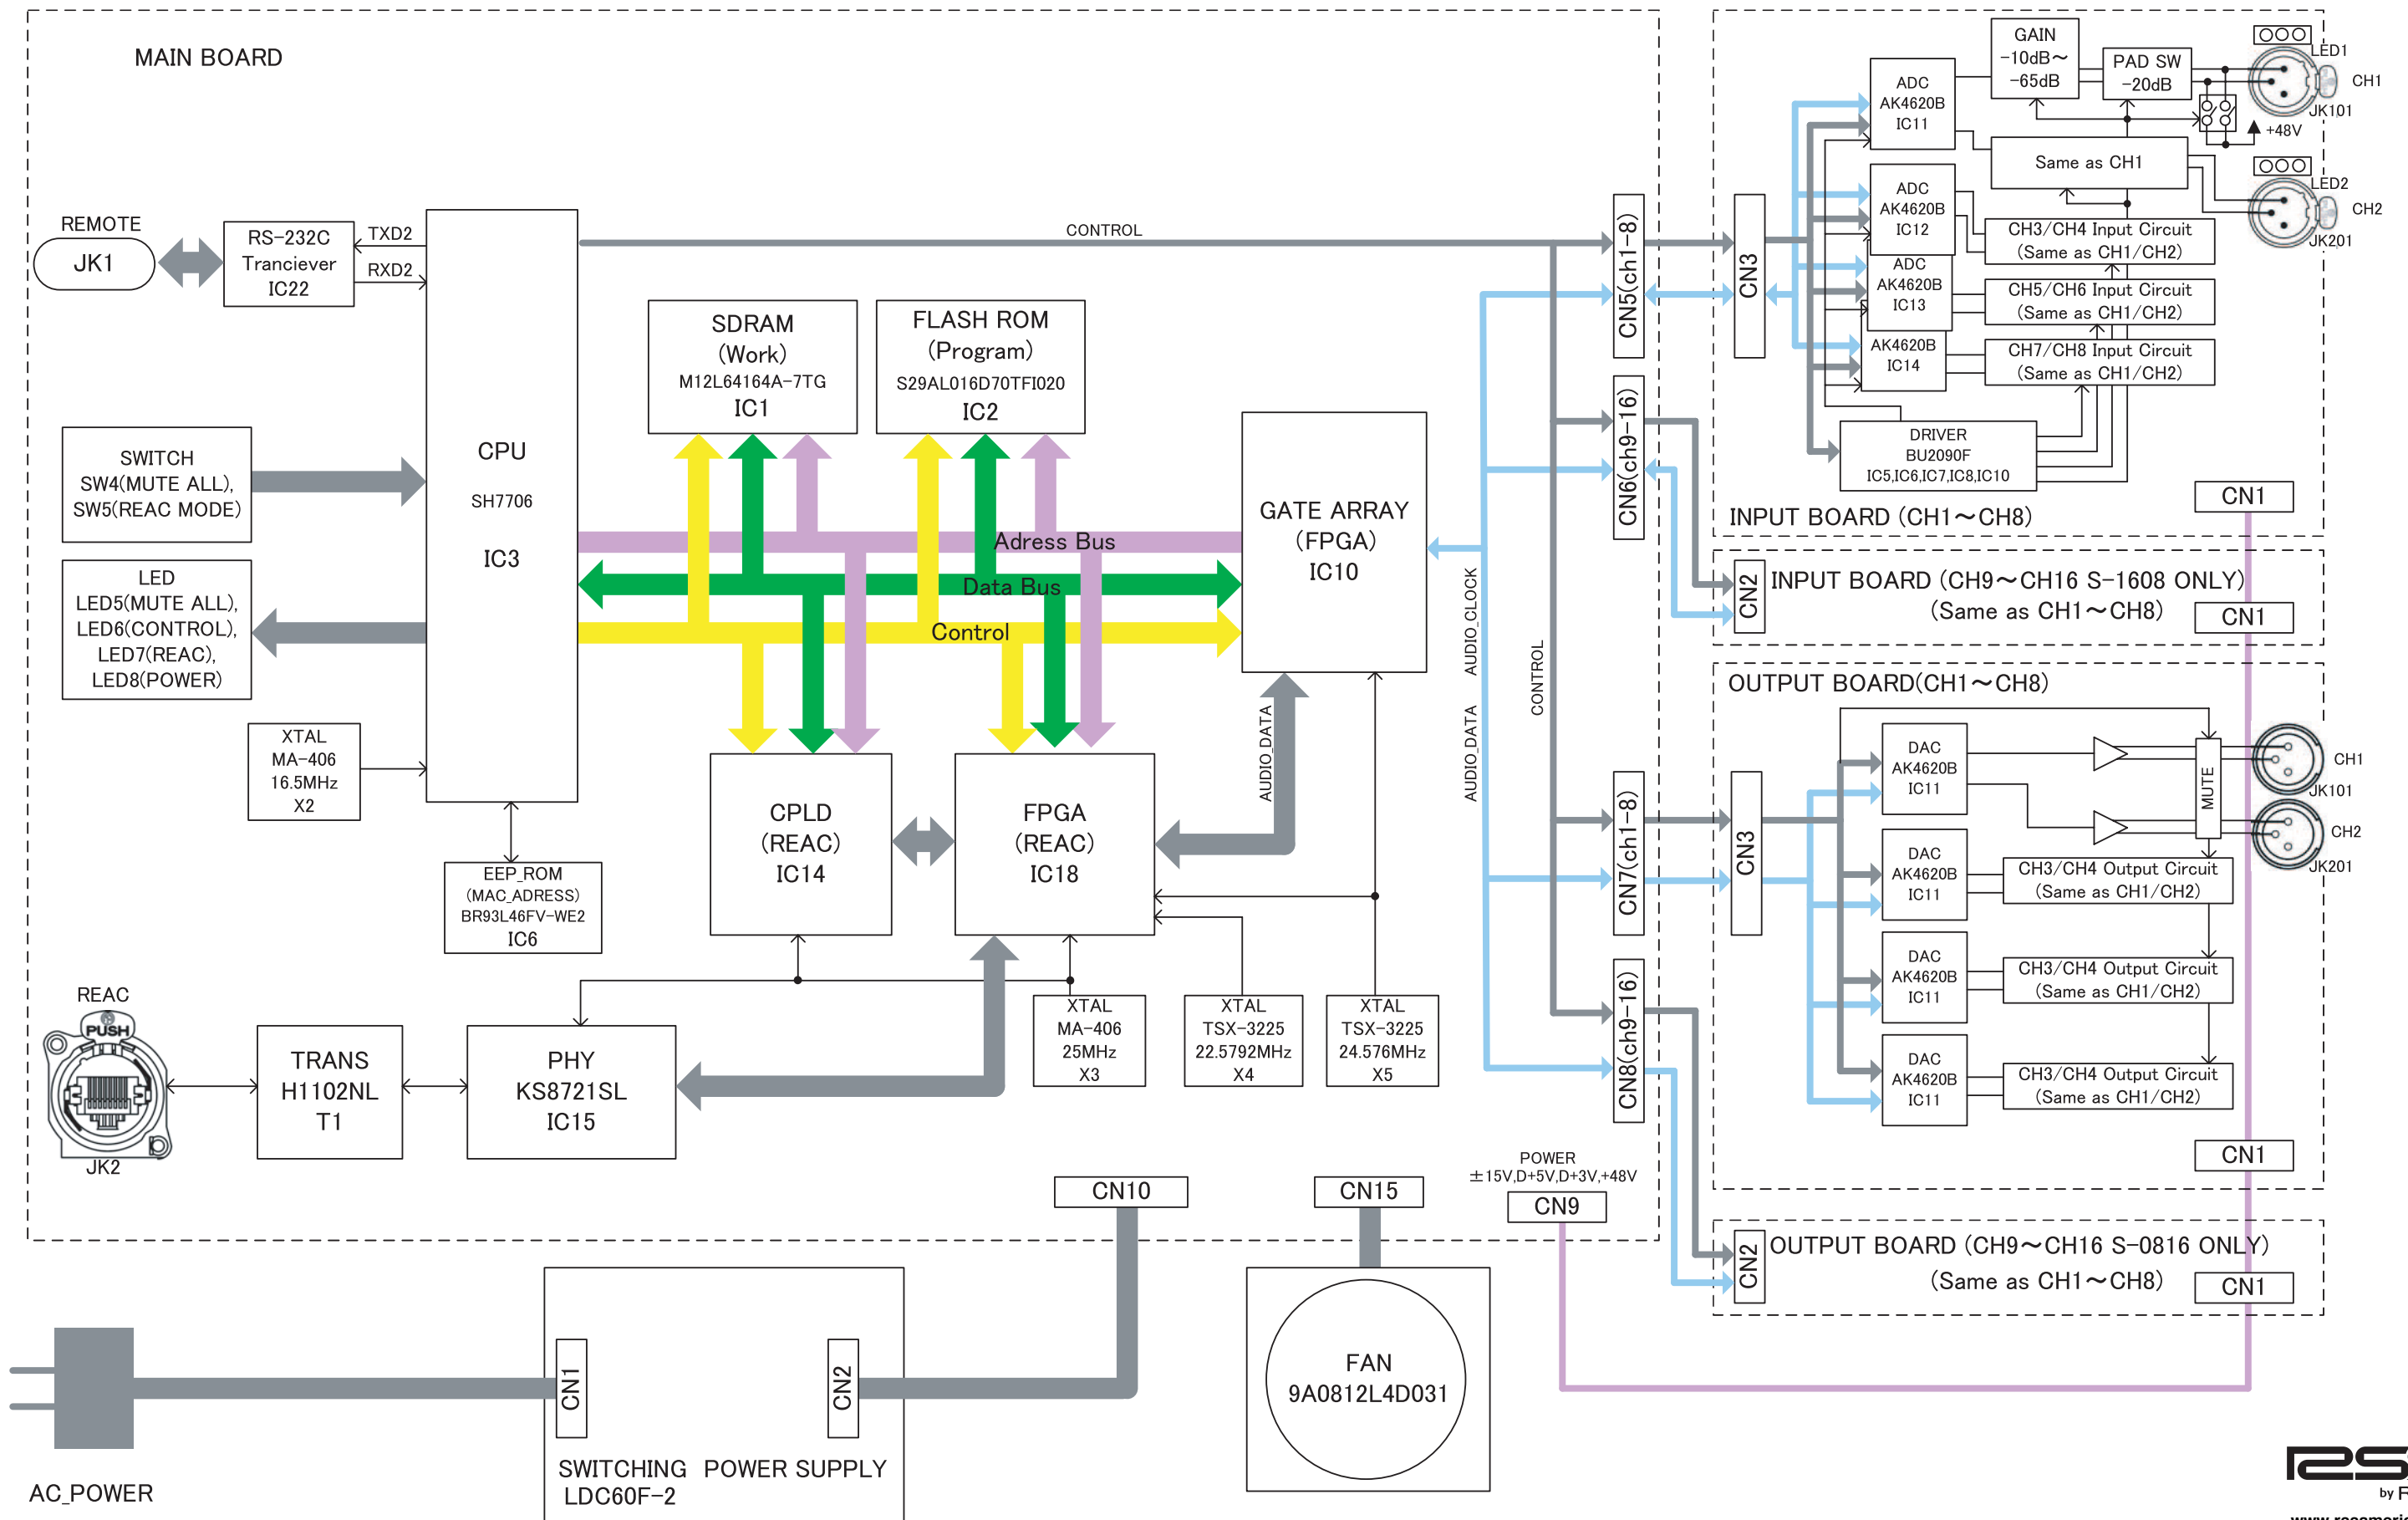 MAIN BOARD
REMOTE
JK1
RS-232C
Tranciever
IC22
TXD2
RXD2
CPU
SH7706
IC3
SWITCH
SW4(MUTE ALL),
SW5(REAC MODE)
LED
LED5(MUTE ALL),
LED6(CONTROL),
LED7(REAC),
LED8(POWER)
XTAL
MA-406
16.5MHz
X2
EEP_ROM
(MAC_ADRESS)
BR93L46FV-WE2
IC6
SDRAM
(Work)
M12L64164A-7TG
IC1
FLASH ROM
(Program)
S29AL016D70TFI020
IC2
Adress Bus
Data Bus
Control
GATE ARRAY
(FPGA)
IC10
CPLD
(REAC)
IC14
FPGA
(REAC)
IC18
AUDIO_DATA
XTAL
MA-406
25MHz
X3
XTAL
TSX-3225
22.5792MHz
X4
XTAL
TSX-3225
24.576MHz
X5
REAC
PUSH
JK2
TRANS
H1102NL
T1
PHY
KS8721SL
IC15
CONTROL
AUDIO_DATA AUDIO_CLOCK
CONTROL
CN5(ch1-8)
CN6(ch9-16)
CN7(ch1-8)
CN8(ch9-16)
CN10
CN15
POWER
±15V,D+5V,D+3V,+48V
CN9
CN3
ADC
AK4620B
IC11
ADC
AK4620B
IC12
ADC
AK4620B
IC13
AK4620B
IC14
GAIN
-10dB～
-65dB
PAD SW
-20dB
LED1
CH1
JK101
+48V
Same as CH1
LED2
CH2
JK201
CH3/CH4 Input Circuit
(Same as CH1/CH2)
CH5/CH6 Input Circuit
(Same as CH1/CH2)
CH7/CH8 Input Circuit
(Same as CH1/CH2)
DRIVER
BU2090F
IC5,IC6,IC7,IC8,IC10
CN1
INPUT BOARD (CH1～CH8)
CN2
INPUT BOARD (CH9～CH16 S-1608 ONLY)
(Same as CH1～CH8)
CN1
OUTPUT BOARD(CH1～CH8)
CN3
DAC
AK4620B
IC11
DAC
AK4620B
IC11
DAC
AK4620B
IC11
DAC
AK4620B
IC11
MUTE
CH1
JK101
CH2
JK201
CH3/CH4 Output Circuit
(Same as CH1/CH2)
CH3/CH4 Output Circuit
(Same as CH1/CH2)
CH3/CH4 Output Circuit
(Same as CH1/CH2)
CN1
CN2
OUTPUT BOARD (CH9～CH16 S-0816 ONLY)
(Same as CH1～CH8)
CN1
AC_POWER
CN1
CN2
SWITCHING POWER SUPPLY
LDC60F-2
FAN
9A0812L4D031
RS
by R